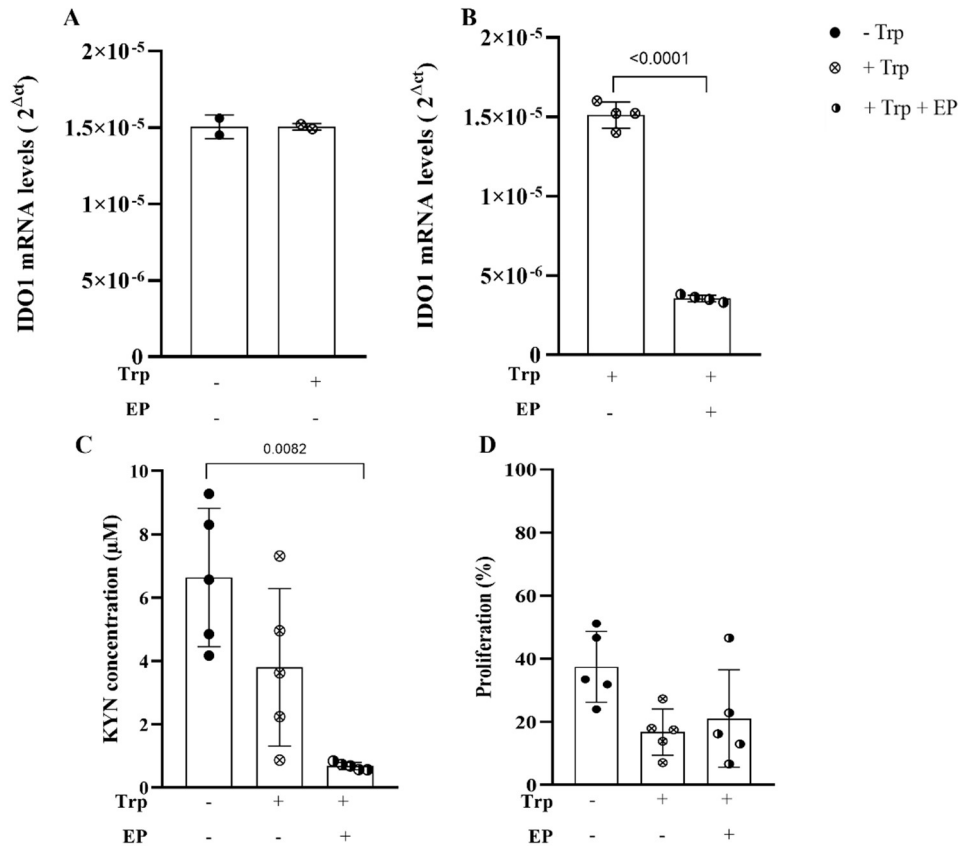 A
IDO1 mRNA levels ( 2^Δct)
2×10^-5
1.5×10^-5
1×10^-5
5×10^-6
0
Trp - +
EP - -
B
IDO1 mRNA levels ( 2^Δct)
2×10^-5
1.5×10^-5
1×10^-5
5×10^-6
0
<0.0001
Trp + +
EP - +
- Trp
+ Trp
+ Trp + EP
C
KYN concentration (µM)
10
8
6
4
2
0
0.0082
Trp - + +
EP - - +
D
Proliferation (%)
100
80
60
40
20
0
Trp - + +
EP - - +